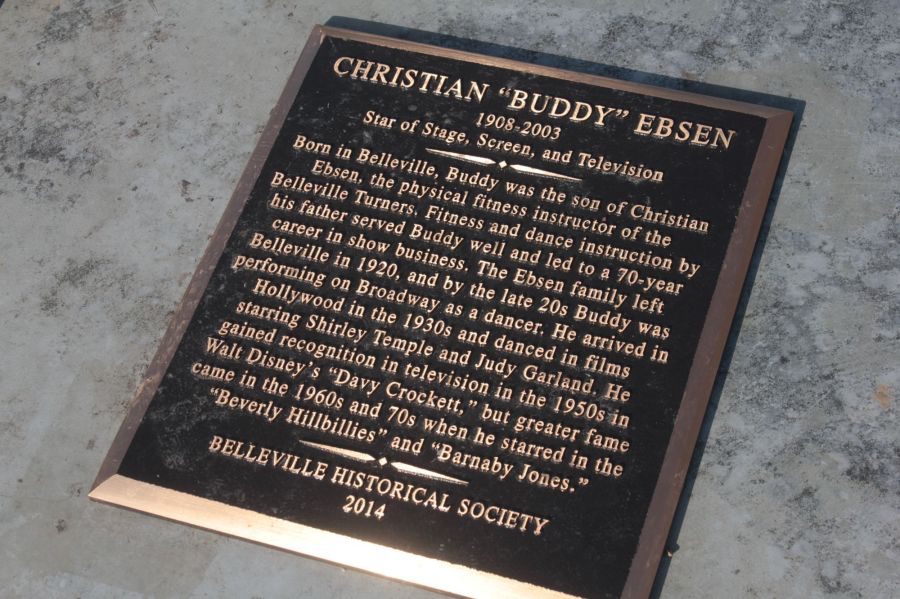 CHRISTIAN “BUDDY” EBSEN
1908-2003
Star of Stage, Screen, and Television
Born in Belleville, Buddy was the son of Christian
Ebsen, the physical fitness instructor of the
Belleville Turners. Fitness and dance instruction by
his father served Buddy well and led to a 70-year
career in show business. The Ebsen family left
Belleville in 1920, and by the late 20s Buddy was
performing on Broadway as a dancer. He arrived in
Hollywood in the 1930s and danced in films
starring Shirley Temple and Judy Garland. He
gained recognition in television in the 1950s in
Walt Disney’s “Davy Crockett,” but greater fame
came in the 1960s and 70s when he starred in the
“Beverly Hillbillies” and “Barnaby Jones.”
BELLEVILLE HISTORICAL SOCIETY
2014